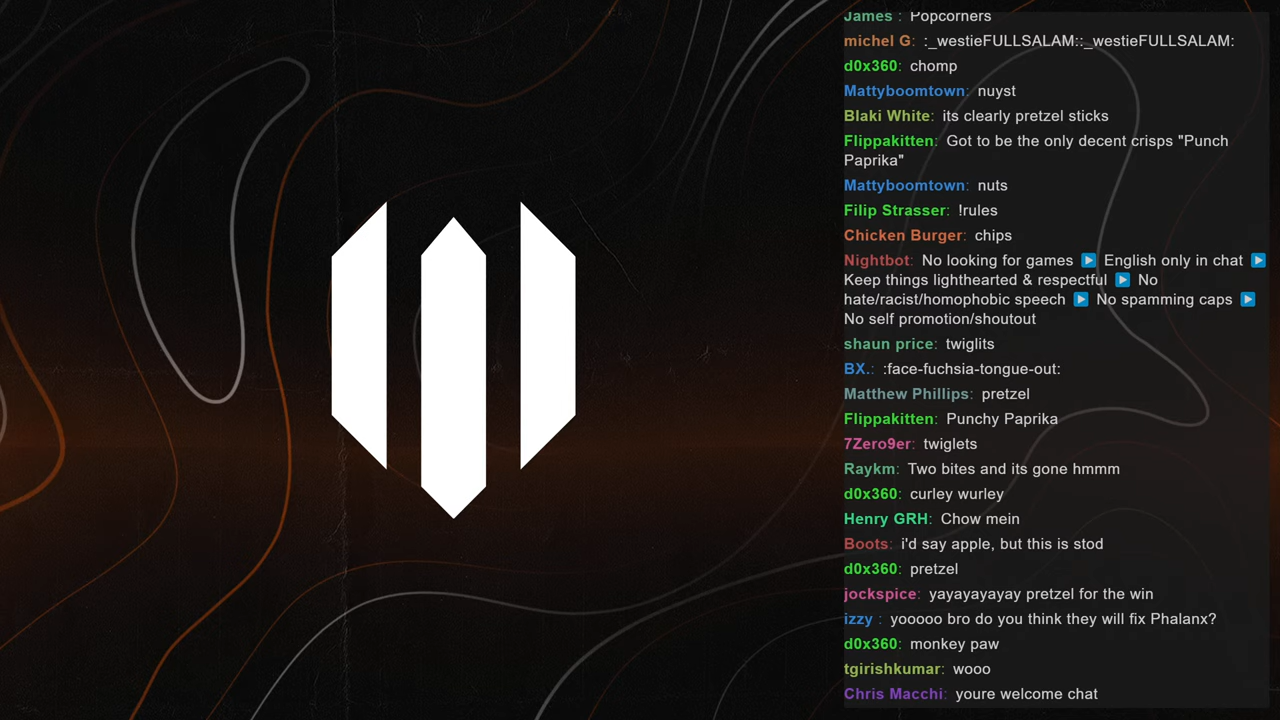 James : Popcorners
michel G: :_westieFULLSALAM::_westieFULLSALAM:
d0x360: chomp
Mattyboomtown: nuyst
Blaki White: its clearly pretzel sticks
Flippakitten: Got to be the only decent crisps "Punch
Paprika"
Mattyboomtown: nuts
Filip Strasser: !rules
Chicken Burger: chips
Nightbot: No looking for games ▶ English only in chat ▶
Keep things lighthearted & respectful ▶ No
hate/racist/homophobic speech ▶ No spamming caps ▶
No self promotion/shoutout
shaun price: twiglits
BX.: :face-fuchsia-tongue-out:
Matthew Phillips: pretzel
Flippakitten: Punchy Paprika
7Zero9er: twiglets
Raykm: Two bites and its gone hmmm
d0x360: curley wurley
Henry GRH: Chow mein
Boots: i'd say apple, but this is stod
d0x360: pretzel
jockspice: yayayayayay pretzel for the win
izzy : yooooo bro do you think they will fix Phalanx?
d0x360: monkey paw
tgirishkumar: wooo
Chris Macchi: youre welcome chat